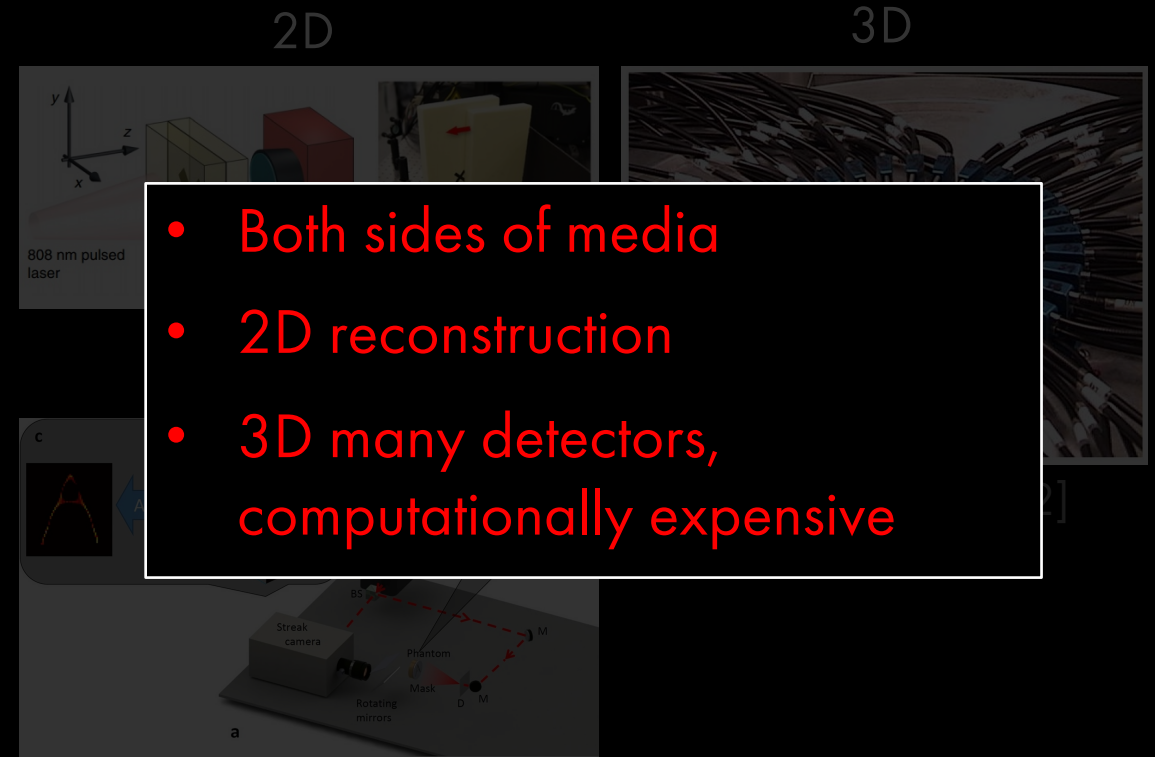 2D
3D
y
z
x
808 nm pulsed
laser
• Both sides of media
• 2D reconstruction
• 3D many detectors,
computationally expensive
2]
c
A
BS
Streak
camera
M
Phantom
Mask
D
M
Rotating
mirrors
a